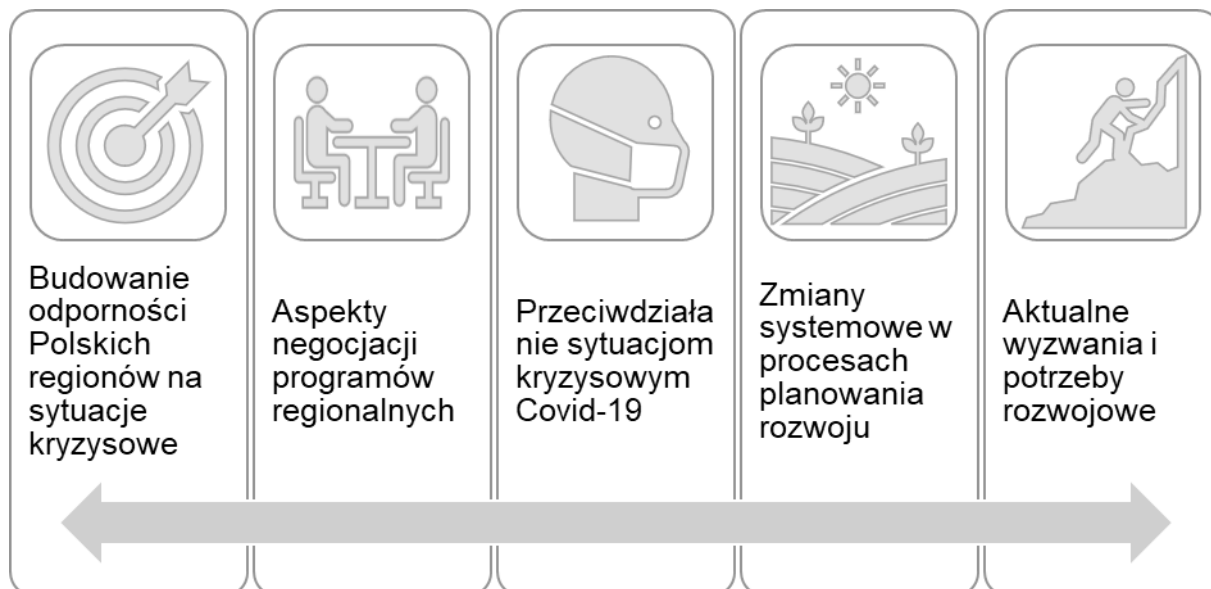 Budowanie
odporności
Polskich
regionów na
sytuacje
kryzysowe
Aspekty
negocjacji
programów
regionalnych
Przeciwdziała
nie sytuacjom
kryzysowym
Covid-19
Zmiany
systemowe w
procesach
planowania
rozwoju
Aktualne
wyzwania i
potrzeby
rozwojowe